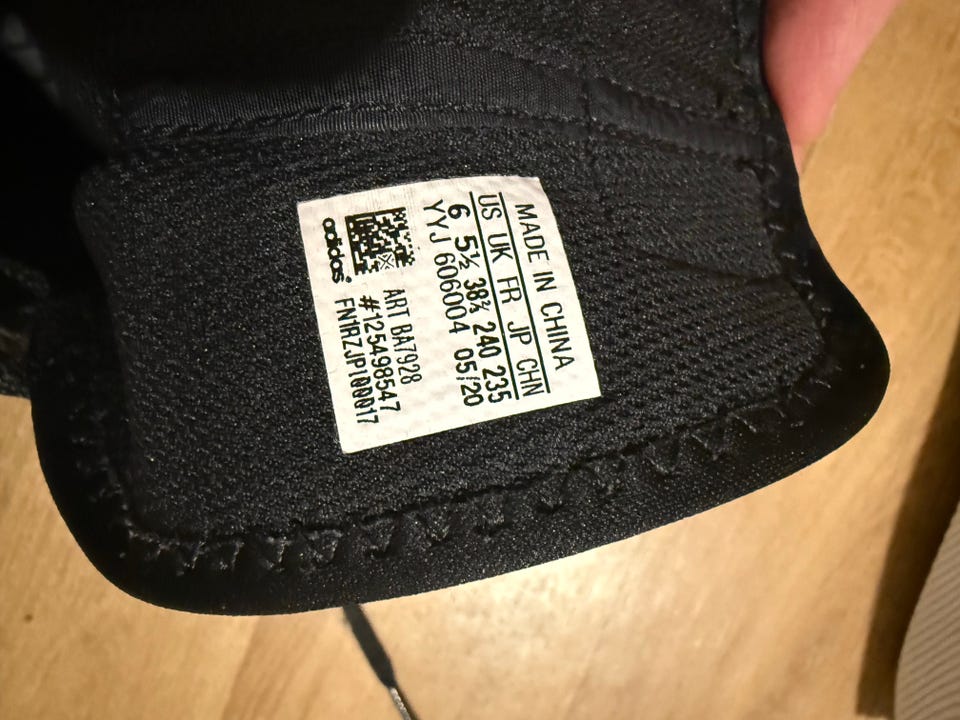 MADE IN CHINA
US UK FR JP CHN
6 5½ 38⅔ 240 235
YYJ 606004 05/20
ART BA7928
#125498547
FN1RZJPI00017
adidas